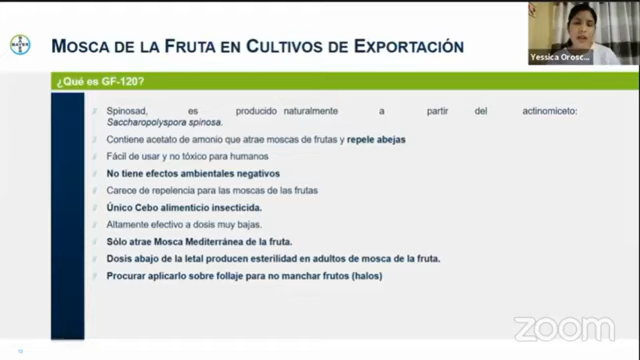 BAYER
MOSCA DE LA FRUTA EN CULTIVOS DE EXPORTACIÓN
Yessica Orosc...
¿Qué es GF-120?
// Spinosad, es producido naturalmente a partir del actinomiceto:
Saccharopolyspora spinosa.
// Contiene acetato de amonio que atrae moscas de frutas y repele abejas
// Fácil de usar y no tóxico para humanos
// No tiene efectos ambientales negativos
// Carece de repelencia para las moscas de las frutas
// Único Cebo alimenticio insecticida.
// Altamente efectivo a dosis muy bajas.
// Sólo atrae Mosca Mediterránea de la fruta.
// Dosis abajo de la letal producen esterilidad en adultos de mosca de la fruta.
// Procurar aplicarlo sobre follaje para no manchar frutos (halos)
zoom